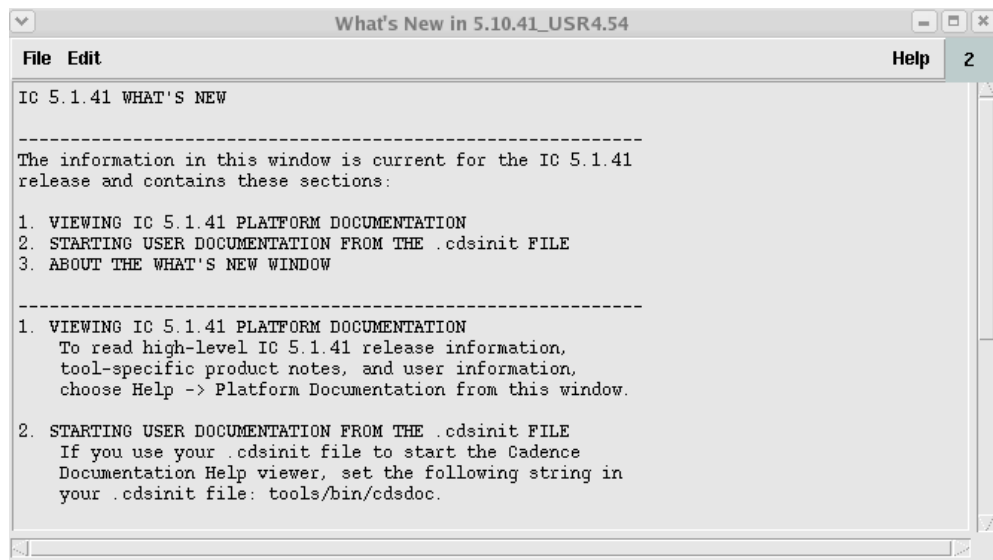 What's New in 5.10.41_USR4.54
File Edit Help 2
IC 5.1.41 WHAT'S NEW
------------------------------------------------------------
The information in this window is current for the IC 5.1.41
release and contains these sections:
1. VIEWING IC 5.1.41 PLATFORM DOCUMENTATION
2. STARTING USER DOCUMENTATION FROM THE .cdsinit FILE
3. ABOUT THE WHAT'S NEW WINDOW
------------------------------------------------------------
1. VIEWING IC 5.1.41 PLATFORM DOCUMENTATION
To read high-level IC 5.1.41 release information,
tool-specific product notes, and user information,
choose Help -> Platform Documentation from this window.
2. STARTING USER DOCUMENTATION FROM THE .cdsinit FILE
If you use your .cdsinit file to start the Cadence
Documentation Help viewer, set the following string in
your .cdsinit file: tools/bin/cdsdoc.